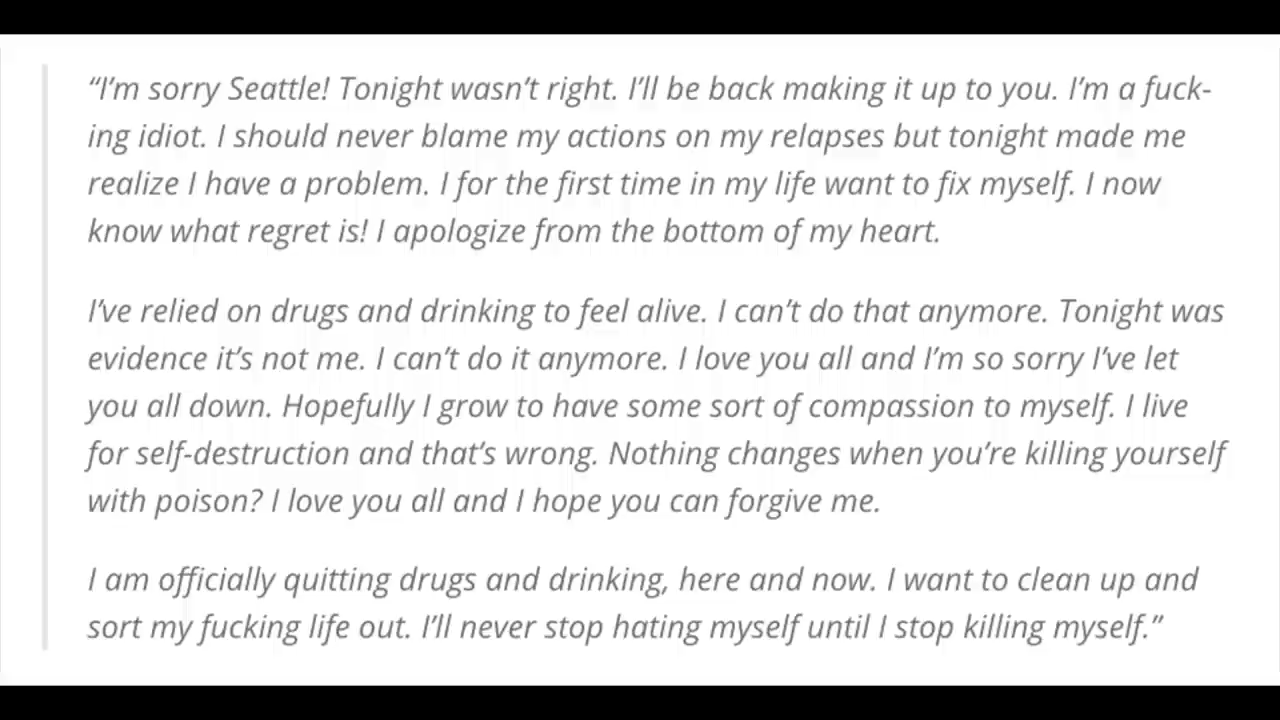 “I’m sorry Seattle! Tonight wasn’t right. I’ll be back making it up to you. I’m a fuck-
ing idiot. I should never blame my actions on my relapses but tonight made me
realize I have a problem. I for the first time in my life want to fix myself. I now
know what regret is! I apologize from the bottom of my heart.
I’ve relied on drugs and drinking to feel alive. I can’t do that anymore. Tonight was
evidence it’s not me. I can’t do it anymore. I love you all and I’m so sorry I’ve let
you all down. Hopefully I grow to have some sort of compassion to myself. I live
for self-destruction and that’s wrong. Nothing changes when you’re killing yourself
with poison? I love you all and I hope you can forgive me.
I am officially quitting drugs and drinking, here and now. I want to clean up and
sort my fucking life out. I’ll never stop hating myself until I stop killing myself.”